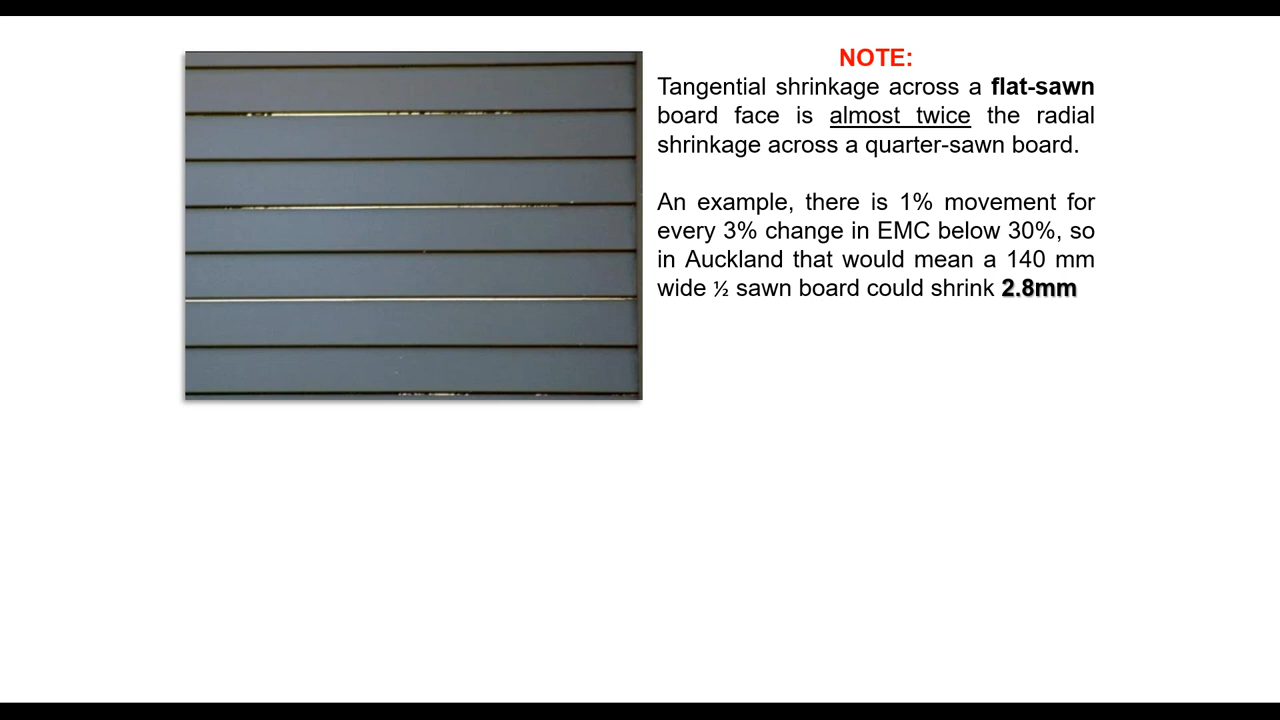 NOTE:
Tangential shrinkage across a flat-sawn
board face is almost twice the radial
shrinkage across a quarter-sawn board.
An example, there is 1% movement for
every 3% change in EMC below 30%, so
in Auckland that would mean a 140 mm
wide ½ sawn board could shrink 2.8mm